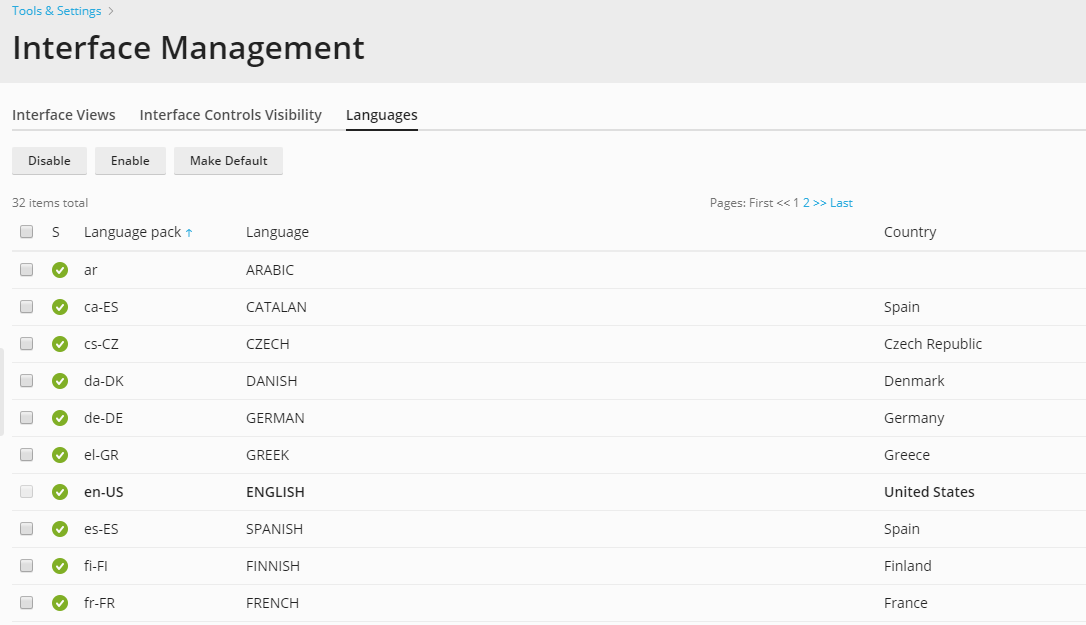 Tools & Settings >
Interface Management
Interface Views Interface Controls Visibility Languages
Disable Enable Make Default
32 items total Pages: First << 1 2 >> Last
S Language pack ↑ Language Country
ar ARABIC
ca-ES CATALAN Spain
cs-CZ CZECH Czech Republic
da-DK DANISH Denmark
de-DE GERMAN Germany
el-GR GREEK Greece
en-US ENGLISH United States
es-ES SPANISH Spain
fi-FI FINNISH Finland
fr-FR FRENCH France